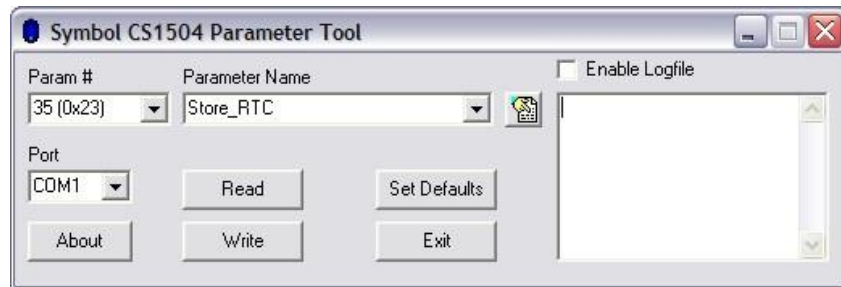 Symbol CS1504 Parameter Tool
Param #
Parameter Name
Enable Logfile
35 (0x23)
Store_RTC
Port
COM1
Read
Set Defaults
About
Write
Exit